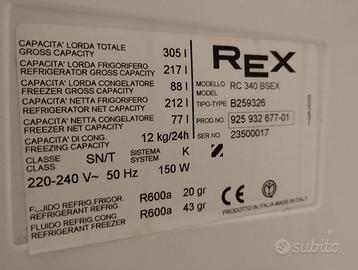 CAPACITA' LORDA TOTALE
GROSS CAPACITY 305 l
CAPACITA' LORDA FRIGORIFERO
REFRIGERATOR GROSS CAPACITY 217 l
CAPACITA' LORDA CONGELATORE
FREEZER GROSS CAPACITY 88 l
CAPACITA' NETTA FRIGORIFERO
REFRIGERATOR NET CAPACITY 212 l
CAPACITA' NETTA CONGELATORE
FREEZER NET CAPACITY 77 l
CAPACITA' DI CONG.
FREEZING CAPACITY 12 kg/24h
CLASSE
CLASS SN/T SISTEMA
SYSTEM K
220-240 V~ 50 Hz 150 W
FLUIDO REFRIG FRIGOR.
REFRIGERANT REFRIGERATOR R600a 20 gr
FLUIDO REFRIG CONG
REFRIGERANT FREEZER R600a 43 gr
REX
MODELLO
MODEL RC 340 BSEX
TIPO-TYPE B259326
PROD NO 925 932 677-01
SER NO 23500017
CE
PRODOTTO IN ITALIA-MADE IN ITALY
subito